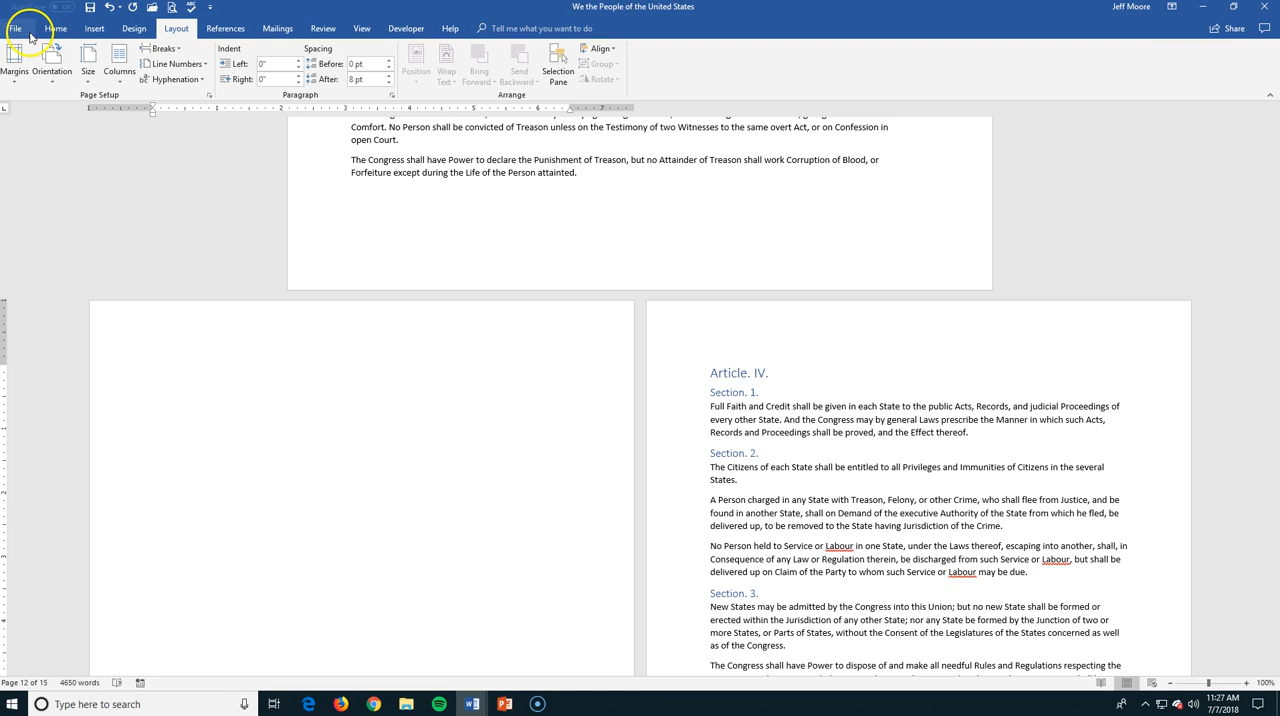 AutoSave Off We the People of the United States Jeff Moore
File Home Insert Design Layout References Mailings Review View Help Tell me what you want to do Share
Margins Orientation Size Columns
Breaks
Line Numbers
Hyphenation
Page Setup
Indent Spacing
Left: 0" Before: 0 pt
Right: 0" After: 8 pt
Paragraph
Position Wrap Text Bring Forward Send Backward Selection Pane
Align
Group
Rotate
Arrange
1 1 2 3 4 5 6 7
Comfort. No Person shall be convicted of Treason unless on the Testimony of two Witnesses to the same overt Act, or on Confession in
open Court.
The Congress shall have Power to declare the Punishment of Treason, but no Attainder of Treason shall work Corruption of Blood, or
Forfeiture except during the Life of the Person attainted.
Article. IV.
Section. 1.
Full Faith and Credit shall be given in each State to the public Acts, Records, and judicial Proceedings of
every other State. And the Congress may by general Laws prescribe the Manner in which such Acts,
Records and Proceedings shall be proved, and the Effect thereof.
Section. 2.
The Citizens of each State shall be entitled to all Privileges and Immunities of Citizens in the several
States.
A Person charged in any State with Treason, Felony, or other Crime, who shall flee from Justice, and be
found in another State, shall on Demand of the executive Authority of the State from which he fled, be
delivered up, to be removed to the State having Jurisdiction of the Crime.
No Person held to Service or Labour in one State, under the Laws thereof, escaping into another, shall, in
Consequence of any Law or Regulation therein, be discharged from such Service or Labour, but shall be
delivered up on Claim of the Party to whom such Service or Labour may be due.
Section. 3.
New States may be admitted by the Congress into this Union; but no new State shall be formed or
erected within the Jurisdiction of any other State; nor any State be formed by the Junction of two or
more States, or Parts of States, without the Consent of the Legislatures of the States concerned as well
as of the Congress.
The Congress shall have Power to dispose of and make all needful Rules and Regulations respecting the
Page 12 of 15 4650 words 100%
Type here to search
11:27 AM
7/7/2018